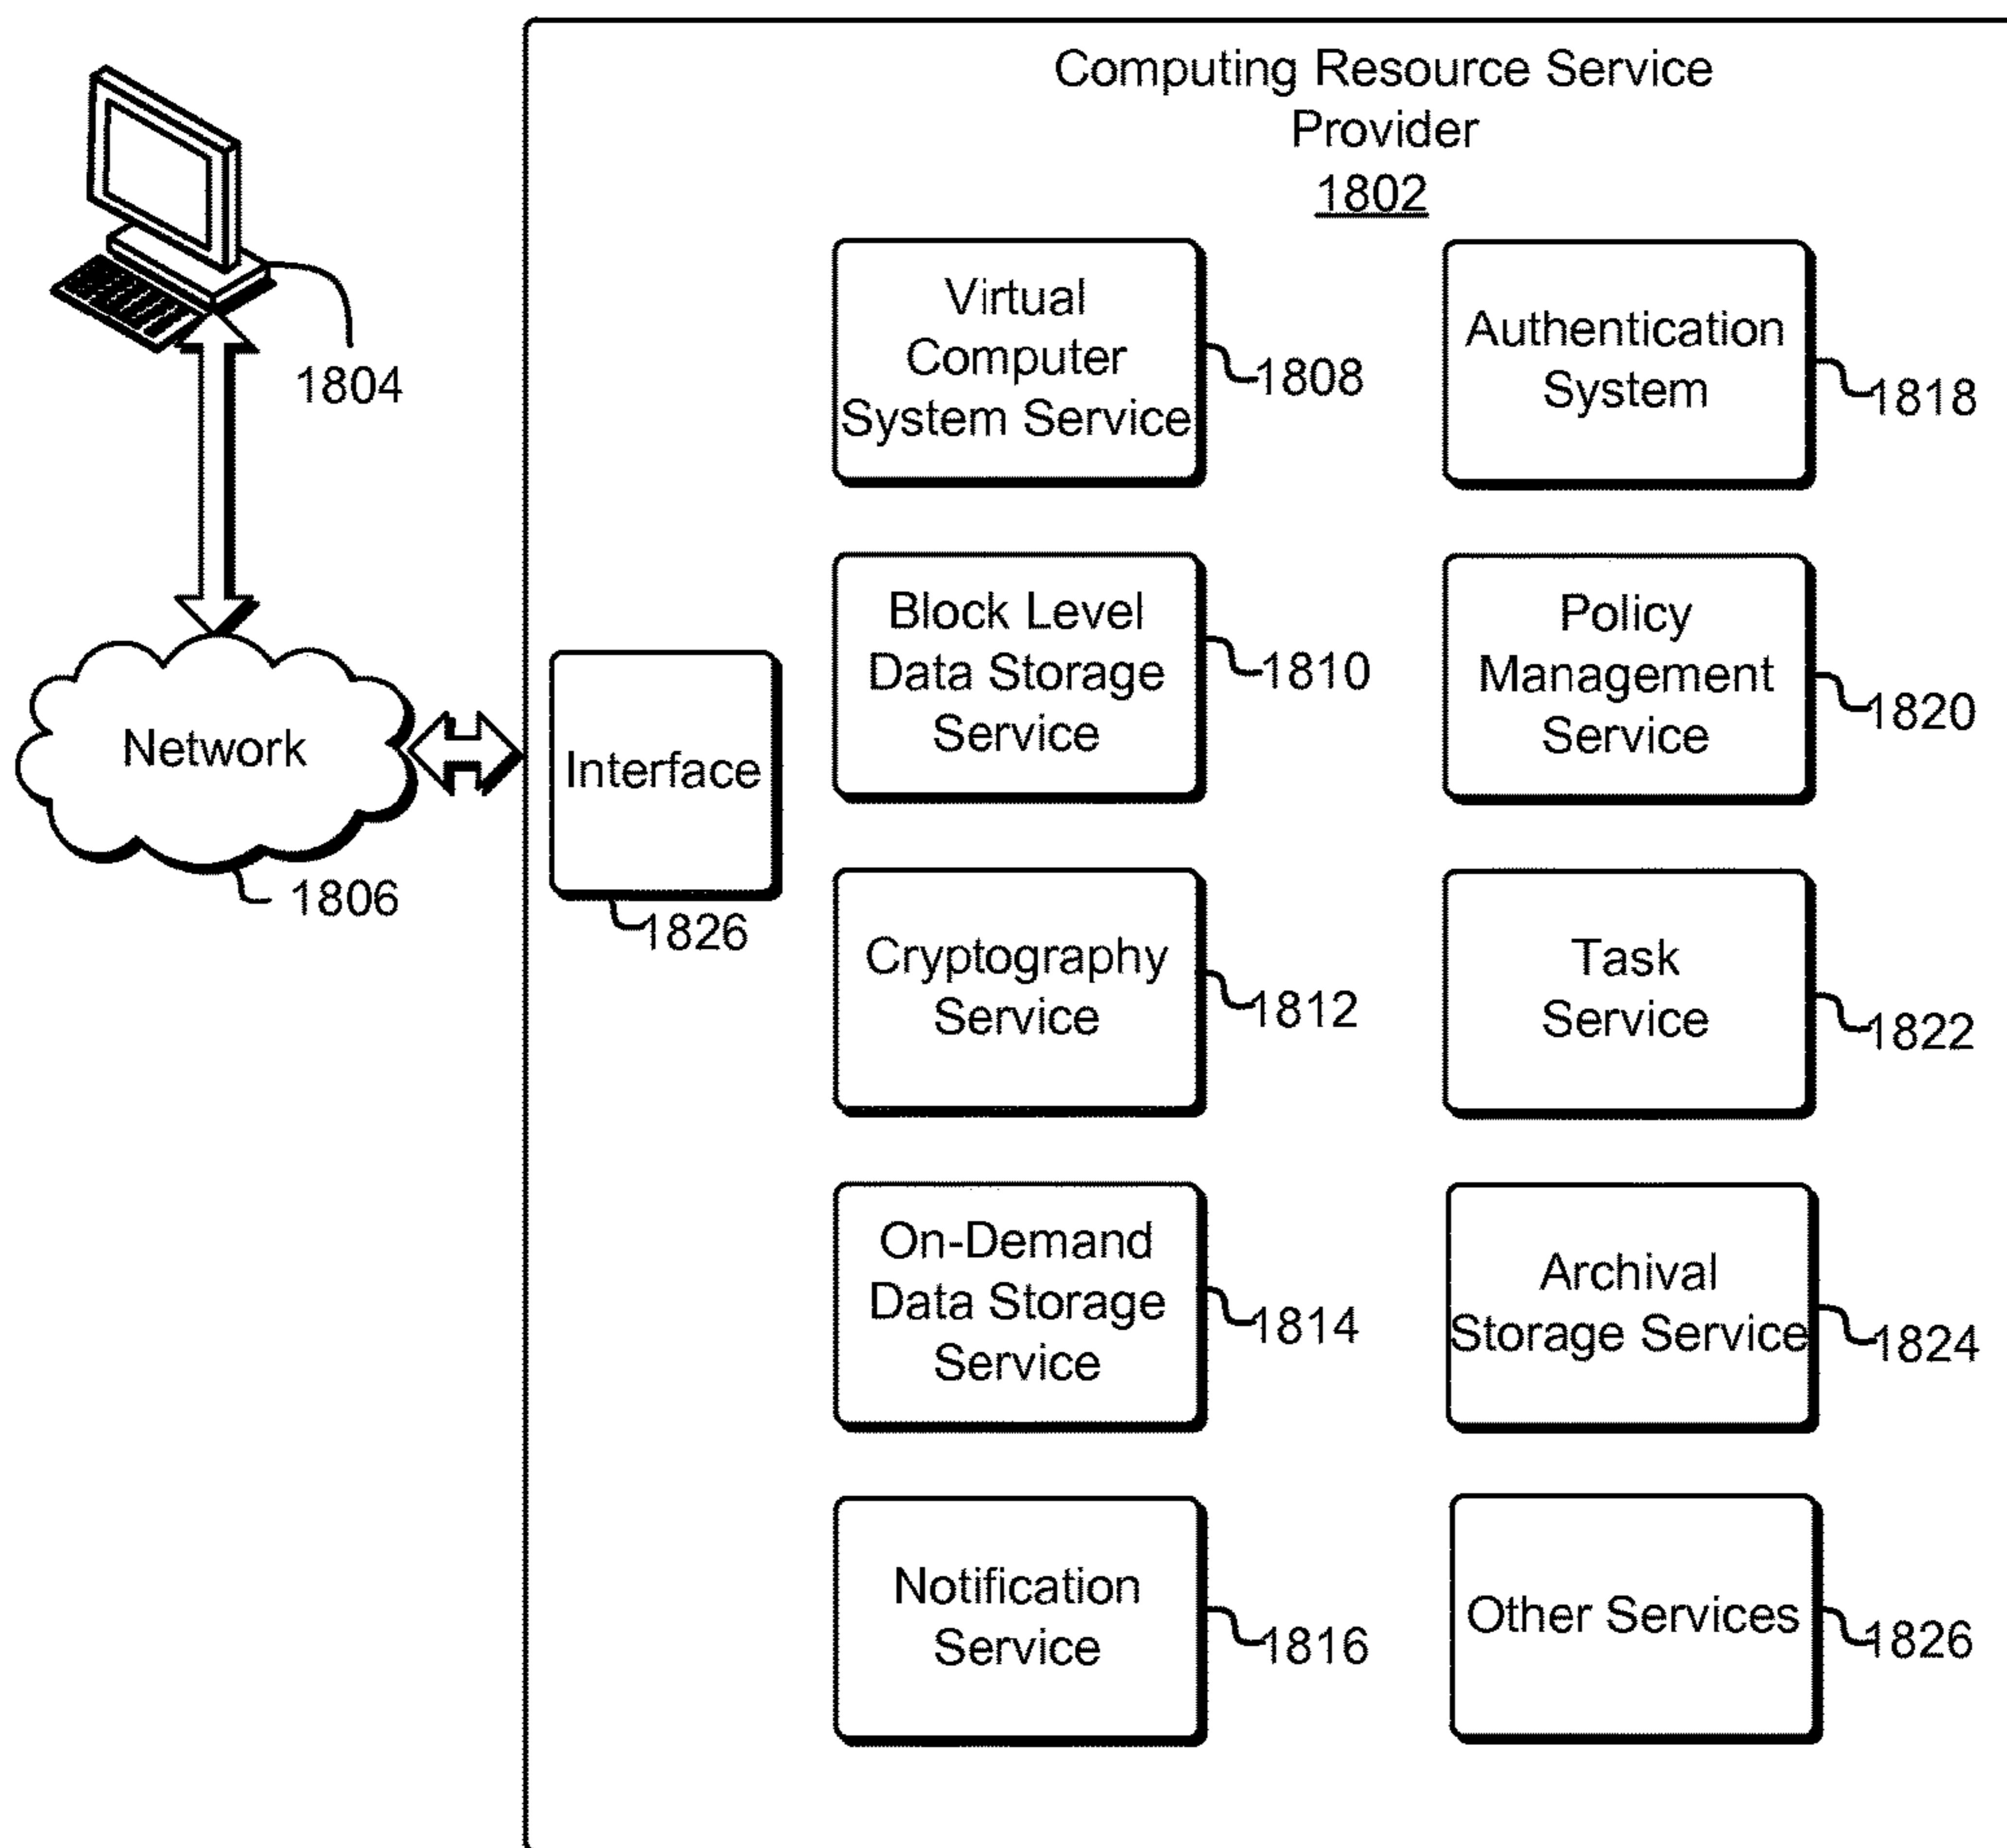 Computing Resource Service
Provider
1802
1804
Network
1806
Interface
1826
Virtual
Computer
System Service
1808
Authentication
System
1818
Block Level
Data Storage
Service
1810
Policy
Management
Service
1820
Cryptography
Service
1812
Task
Service
1822
On-Demand
Data Storage
Service
1814
Archival
Storage Service
1824
Notification
Service
1816
Other Services
1826